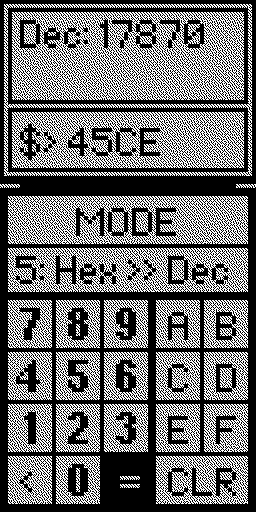 Dec: 17870
$> 45CE
MODE
5: Hex >> Dec
7 8 9 A B
4 5 6 C D
1 2 3 E F
< 0 = CLR